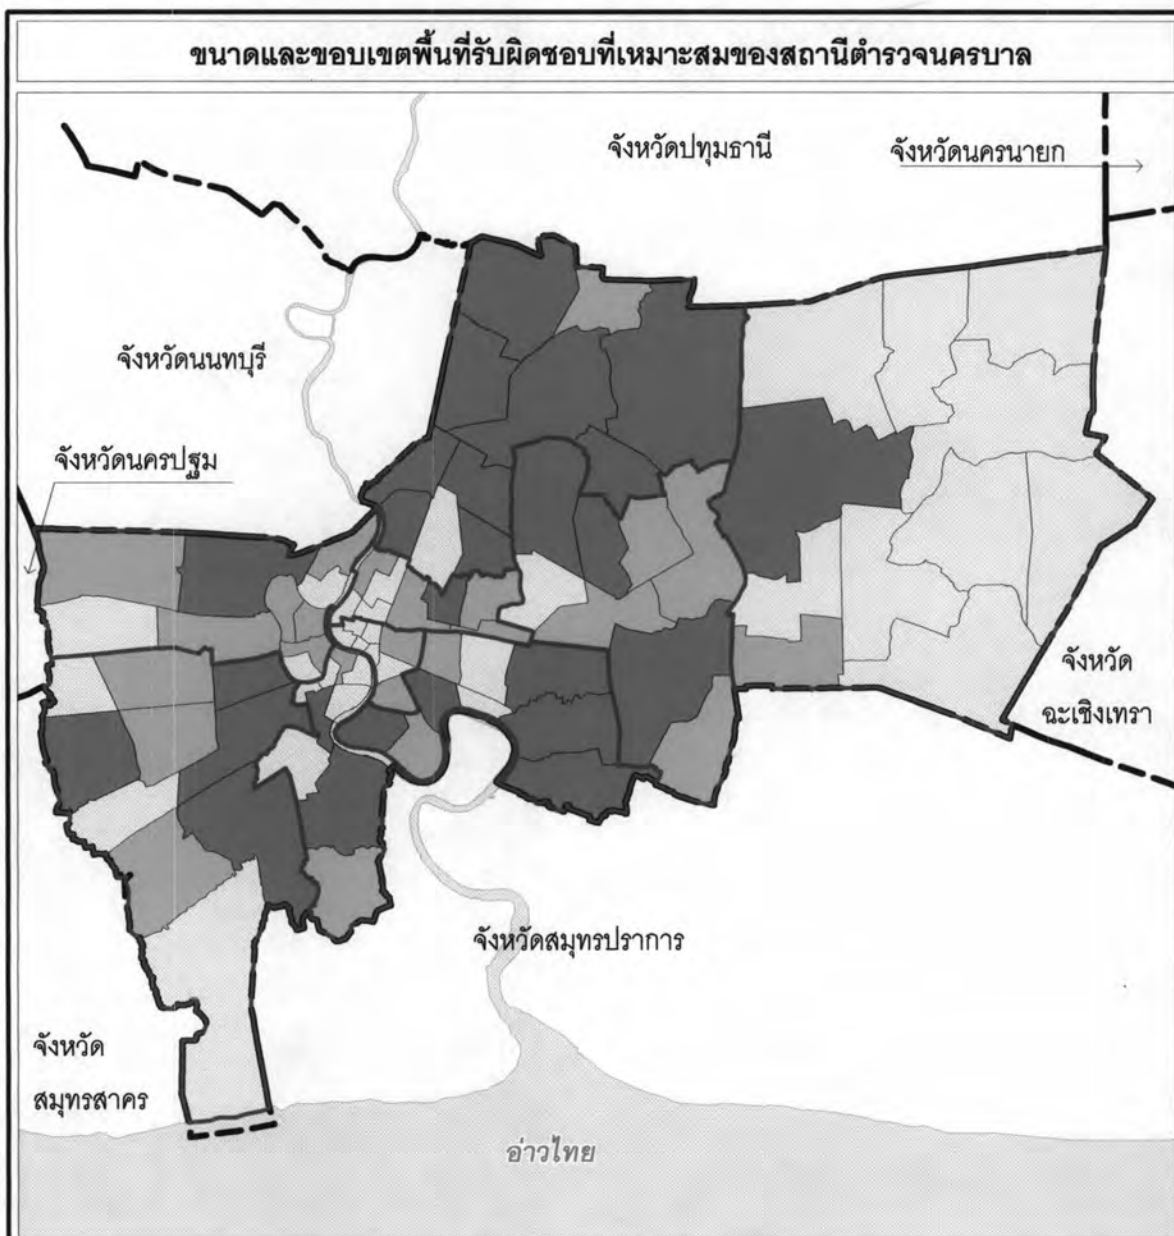 ขนาดและขอบเขตพื้นที่รับผิดชอบที่เหมาะสมของสถานีตำรวจนครบาล
จังหวัดปทุมธานี
จังหวัดนครนายก
จังหวัดนนทบุรี
จังหวัดนครปฐม
จังหวัด
ฉะเชิงเทรา
จังหวัดสมุทรปราการ
จังหวัด
สมุทรสาคร
อ่าวไทย